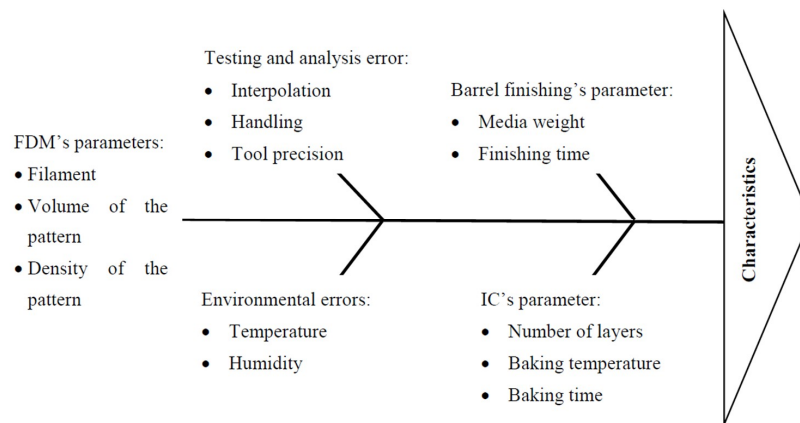 FDM's parameters:
• Filament
• Volume of the
pattern
• Density of the
pattern
Testing and analysis error:
• Interpolation
• Handling
• Tool precision
Environmental errors:
• Temperature
• Humidity
Barrel finishing's parameter:
• Media weight
• Finishing time
IC's parameter:
• Number of layers
• Baking temperature
• Baking time
Characteristics